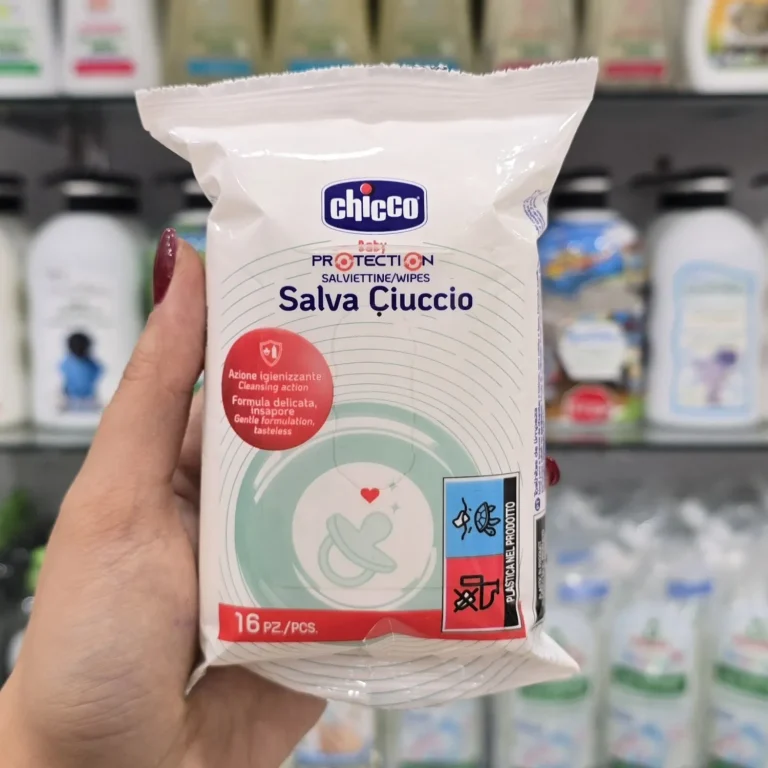 chicco
Baby
PROTECTION
SALVIETTINE/WIPES
Salva Ciuccio
Azione igienizzante
Cleansing action
Formula delicata,
insapore
Gentle formulation,
tasteless
PLASTICA NEL PRODOTTO
16 PZ./PCS.